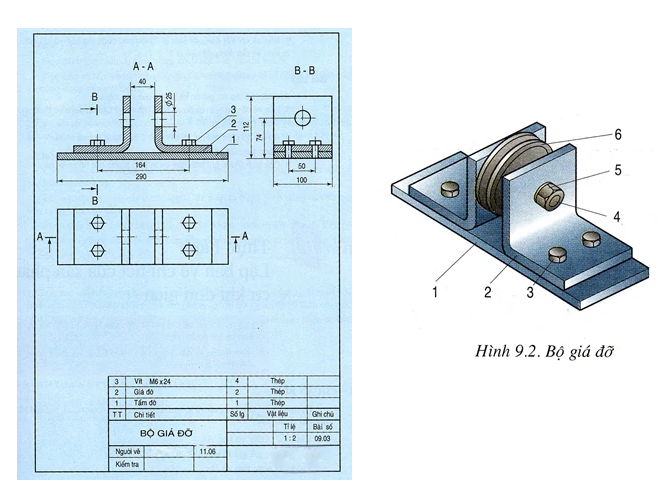 A - A
40
B - B
B
Ø 25
3
2
1
112
74
164
290
B
50
100
A
A
3 Vít M6 x 24 4 Thép
2 Giá đỡ 2 Thép
1 Tấm đỡ 1 Thép
T T Chi tiết Số lg Vật liệu Ghi chú
BỘ GIÁ ĐỠ
Tỉ lệ Bài số
1 : 2 09.03
Người vẽ 11.06
Kiểm tra
6
5
4
1
2
3
Hình 9.2. Bộ giá đỡ